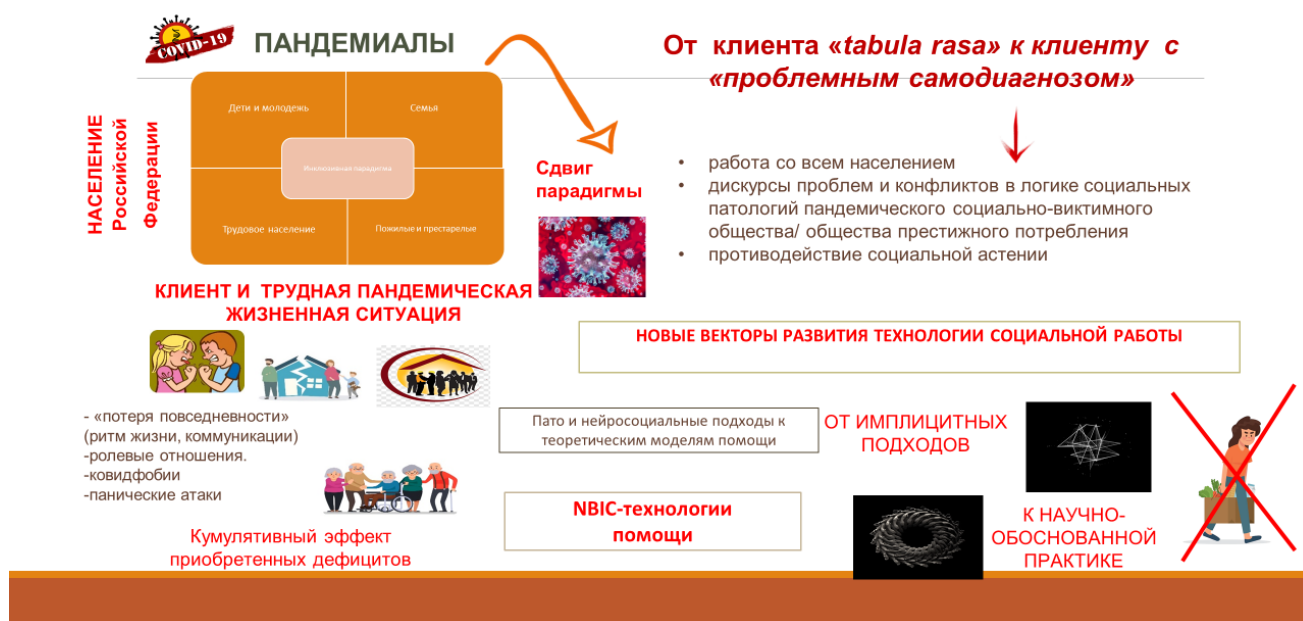 COVID-19
ПАНДЕМИАЛЫ
НАСЕЛЕНИЕ
Российской
Федерации
Дети и молодежь
Семья
Инклюзивная парадигма
Трудовое население
Пожилые и престарелые
Сдвиг
парадигмы
От клиента «tabula rasa» к клиенту с
«проблемным самодиагнозом»
• работа со всем населением
• дискурсы проблем и конфликтов в логике социальных
патологий пандемического социально-виктимного
общества/ общества престижного потребления
• противодействие социальной астении
КЛИЕНТ И ТРУДНАЯ ПАНДЕМИЧЕСКАЯ
ЖИЗНЕННАЯ СИТУАЦИЯ
- «потеря повседневности»
(ритм жизни, коммуникации)
-ролевые отношения.
-ковидфобии
-панические атаки
Кумулятивный эффект
приобретенных дефицитов
НОВЫЕ ВЕКТОРЫ РАЗВИТИЯ ТЕХНОЛОГИИ СОЦИАЛЬНОЙ РАБОТЫ
Пато и нейросоциальные подходы к
теоретическим моделям помощи
NBIC-технологии
помощи
ОТ ИМПЛИЦИТНЫХ
ПОДХОДОВ
К НАУЧНО-
ОБОСНОВАННОЙ
ПРАКТИКЕ